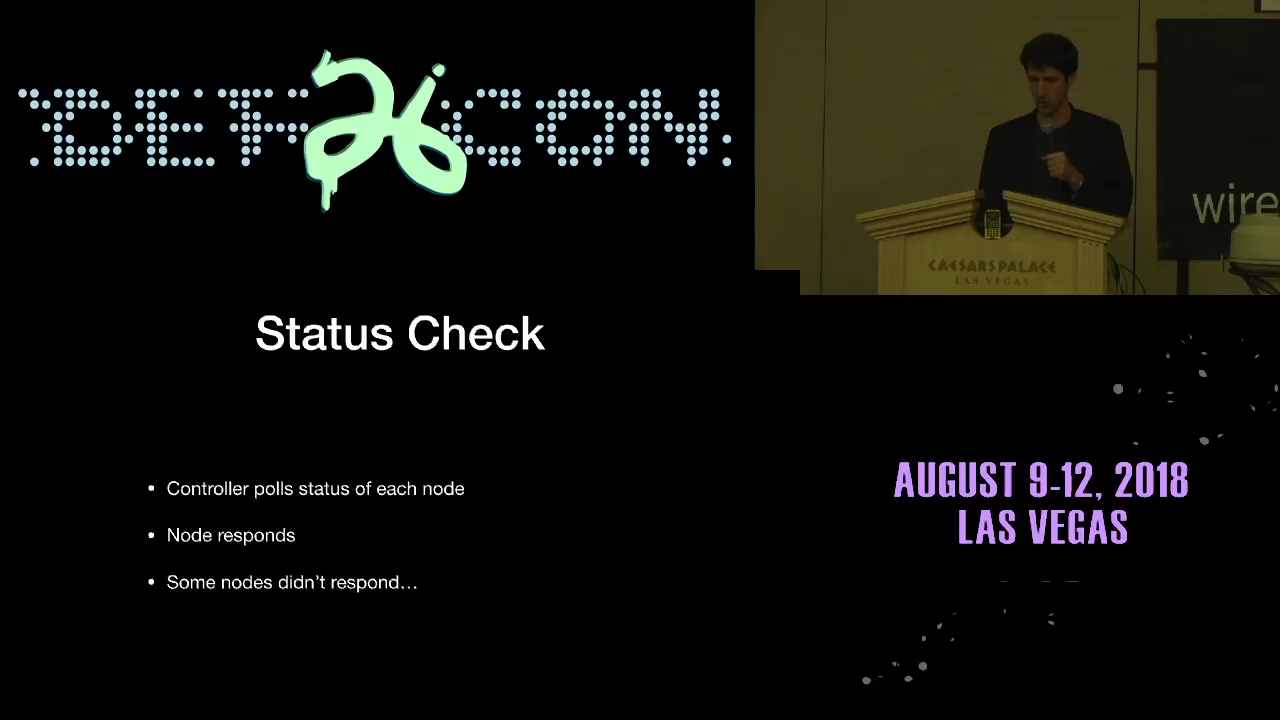 DEF CON
26
wire
CAESARS PALACE
LAS VEGAS
Status Check
• Controller polls status of each node
• Node responds
• Some nodes didn't respond…
AUGUST 9-12, 2018
LAS VEGAS